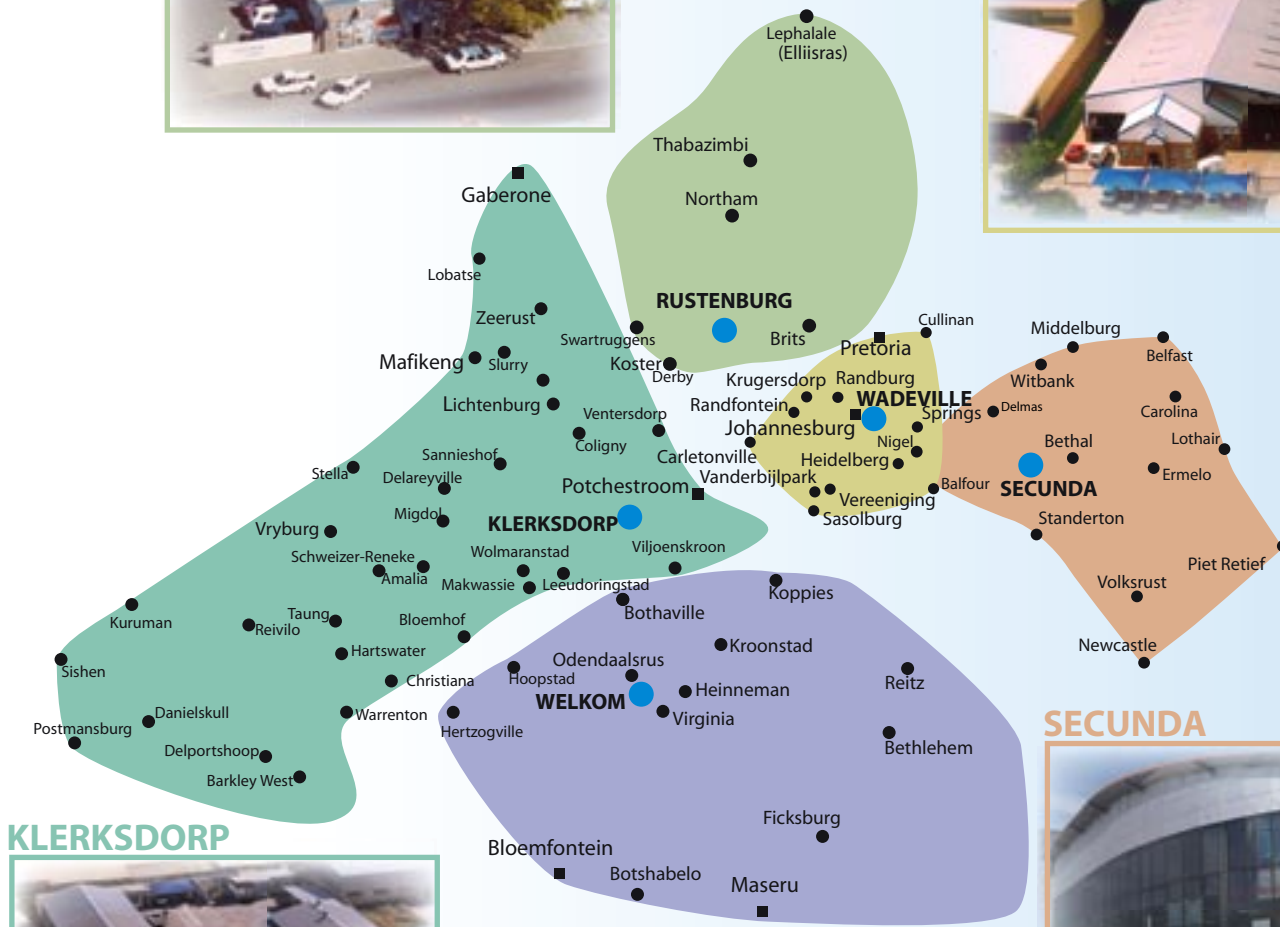 Lephalale
(Elliisras)
Thabazimbi
Northam
Gaberone
Lobatse
RUSTENBURG
Zeerust
Swartruggens
Brits
Cullinan
Pretoria
Middelburg
Belfast
Mafikeng
Slurry
Koster
Derby
Krugersdorp
Randburg
Witbank
Lichtenburg
Ventersdorp
Randfontein
WADEVILLE
Springs
Delmas
Carolina
Johannesburg
Coligny
Nigel
Bethal
Lothair
Sannieshof
Carletonville
Heidelberg
Stella
Delareyville
Vanderbijlpark
Balfour
SECUNDA
Ermelo
Potchestroom
Vereeniging
Migdol
KLERKSDORP
Sasolburg
Standerton
Vryburg
Viljoenskroon
Schweizer-Reneke
Wolmaranstad
Piet Retief
Amalia
Makwassie
Leeudoringstad
Volksrust
Koppies
Kuruman
Taung
Reivilo
Bloemhof
Bothaville
Hartswater
Kroonstad
Newcastle
Sishen
Odendaalsrus
Christiana
Hoopstad
Reitz
Heinneman
WELKOM
Danielskull
Warrenton
Virginia
Postmansburg
Hertzogville
SECUNDA
Delportshoop
Bethlehem
Barkley West
Ficksburg
KLERKSDORP
Bloemfontein
Botshabelo
Maseru